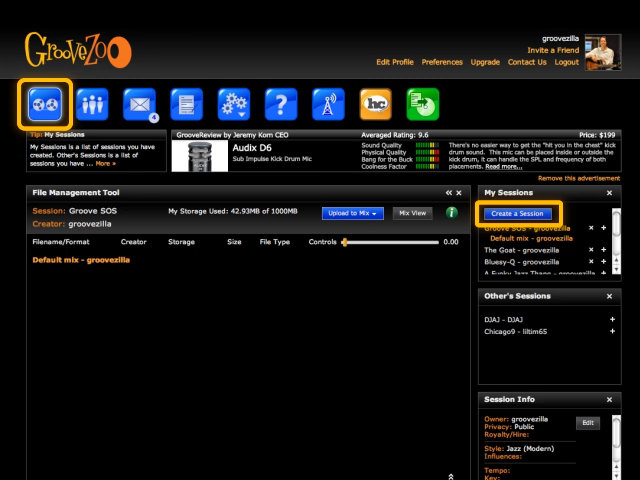 GROOVEZOO
groovezilla
Invite a Friend
Edit Profile Preferences Upgrade Contact Us Logout
4
?
hc
Tip: My Sessions
My Sessions is a list of sessions you have
created. Other's Sessions is a list of
sessions you have ... More »
GrooveReview by Jeremy Korn CEO Averaged Rating: 9.6 Price: $199
Audix D6
Sub Impulse Kick Drum Mic
Sound Quality
Physical Quality
Bang for the Buck
Coolness Factor
There's no easier way to get the "hit you in the chest" kick
drum sound. This mic can be placed inside or outside the
kick drum, it can handle the SPL and frequency of both
placements. Read more...
Remove this advertisement
File Management Tool « ×
Session: Groove SOS
Creator: groovezilla
My Storage Used: 42.93MB of 1000MB
Upload to Mix
Mix View
i
Filename/Format Creator Storage Size File Type Controls 0.00
Default mix - groovezilla
My Sessions ×
Create a Session
Groove SOS - groovezilla × +
Default mix - groovezilla
The Goat - groovezilla × +
Bluesy-Q - groovezilla × +
A Funky Jazz Thang - groovezilla × +
Other's Sessions ×
DJAJ - DJAJ +
Chicago9 - liltim65 +
Session Info ×
Owner: groovezilla
Privacy: Public
Royalty/Hire:
Edit
Style: Jazz (Modern)
Influences:
Tempo:
Key: